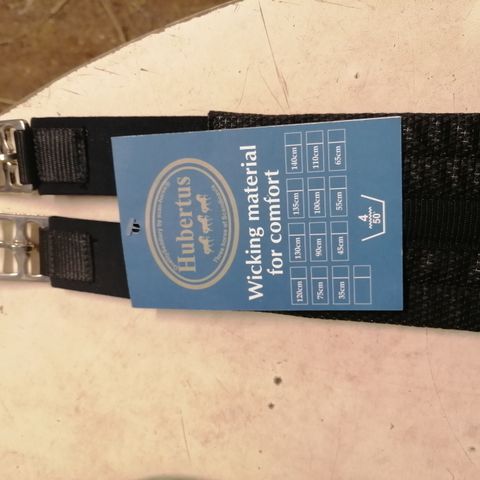 Hubertus
Wicking material
for comfort
120cm 130cm 135cm 140cm
75cm 90cm 100cm 110cm
35cm 45cm 55cm 65cm
4
50°